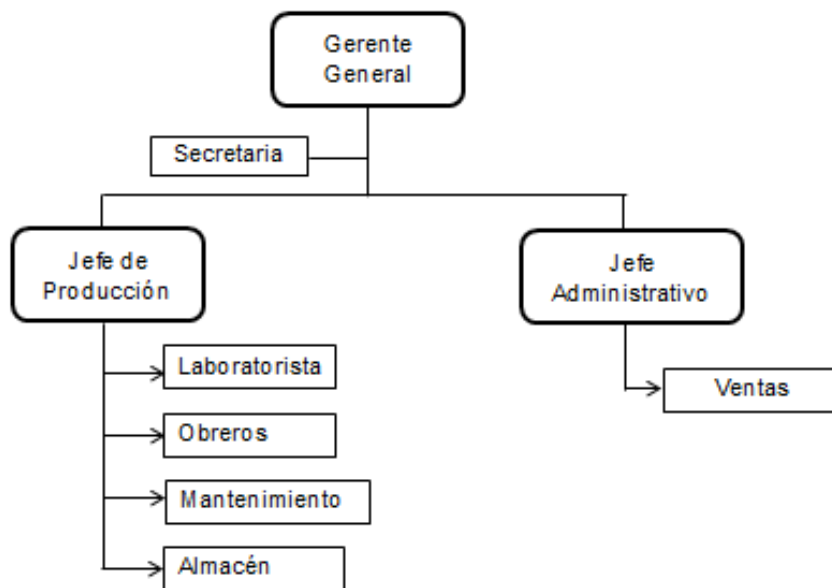 Gerente
General
Secretaria
Jefe de
Producción
Jefe
Administrativo
Laboratorista
Ventas
Obreros
Mantenimiento
Almacén